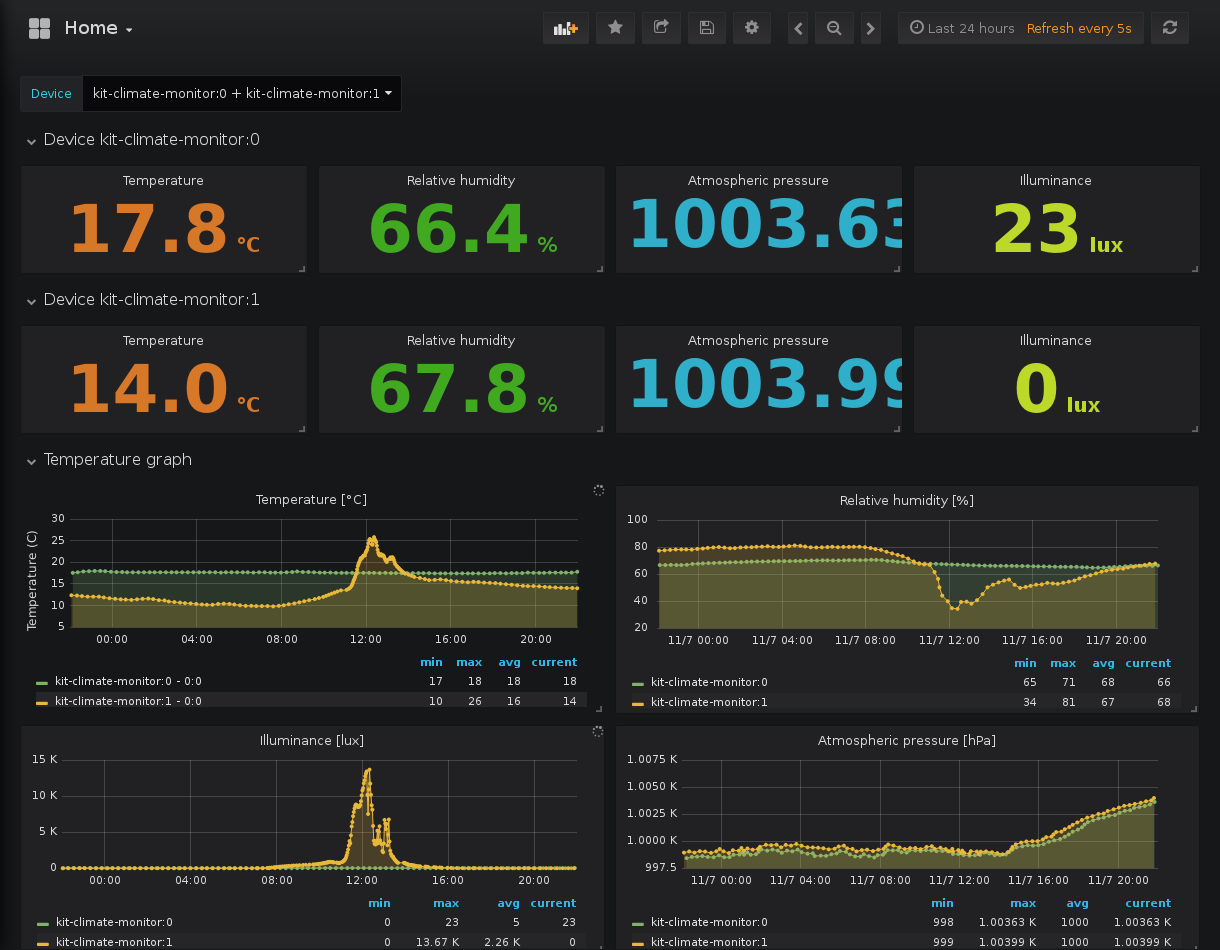 Home
Last 24 hours Refresh every 5s
Device kit-climate-monitor:0 + kit-climate-monitor:1
Device kit-climate-monitor:0
Temperature Relative humidity Atmospheric pressure Illuminance
17.8 °C 66.4 % 1003.63 23 lux
Device kit-climate-monitor:1
Temperature Relative humidity Atmospheric pressure Illuminance
14.0 °C 67.8 % 1003.99 0 lux
Temperature graph
Temperature [°C]
Temperature (C)
30
25
20
15
10
5
00:00 04:00 08:00 12:00 16:00 20:00
min max avg current
kit-climate-monitor:0 - 0:0 17 18 18 18
kit-climate-monitor:1 - 0:0 10 26 16 14
Relative humidity [%]
100
80
60
40
20
11/7 00:00 11/7 04:00 11/7 08:00 11/7 12:00 11/7 16:00 11/7 20:00
min max avg current
kit-climate-monitor:0 65 71 68 66
kit-climate-monitor:1 34 81 67 68
Illuminance [lux]
15 K
10 K
5 K
0
00:00 04:00 08:00 12:00 16:00 20:00
min max avg current
kit-climate-monitor:0 0 23 5 23
kit-climate-monitor:1 0 13.67 K 2.26 K 0
Atmospheric pressure [hPa]
1.0075 K
1.0050 K
1.0025 K
1.0000 K
997.5
11/7 00:00 11/7 04:00 11/7 08:00 11/7 12:00 11/7 16:00 11/7 20:00
min max avg current
kit-climate-monitor:0 998 1.00363 K 1000 1.00363 K
kit-climate-monitor:1 999 1.00399 K 1000 1.00399 K